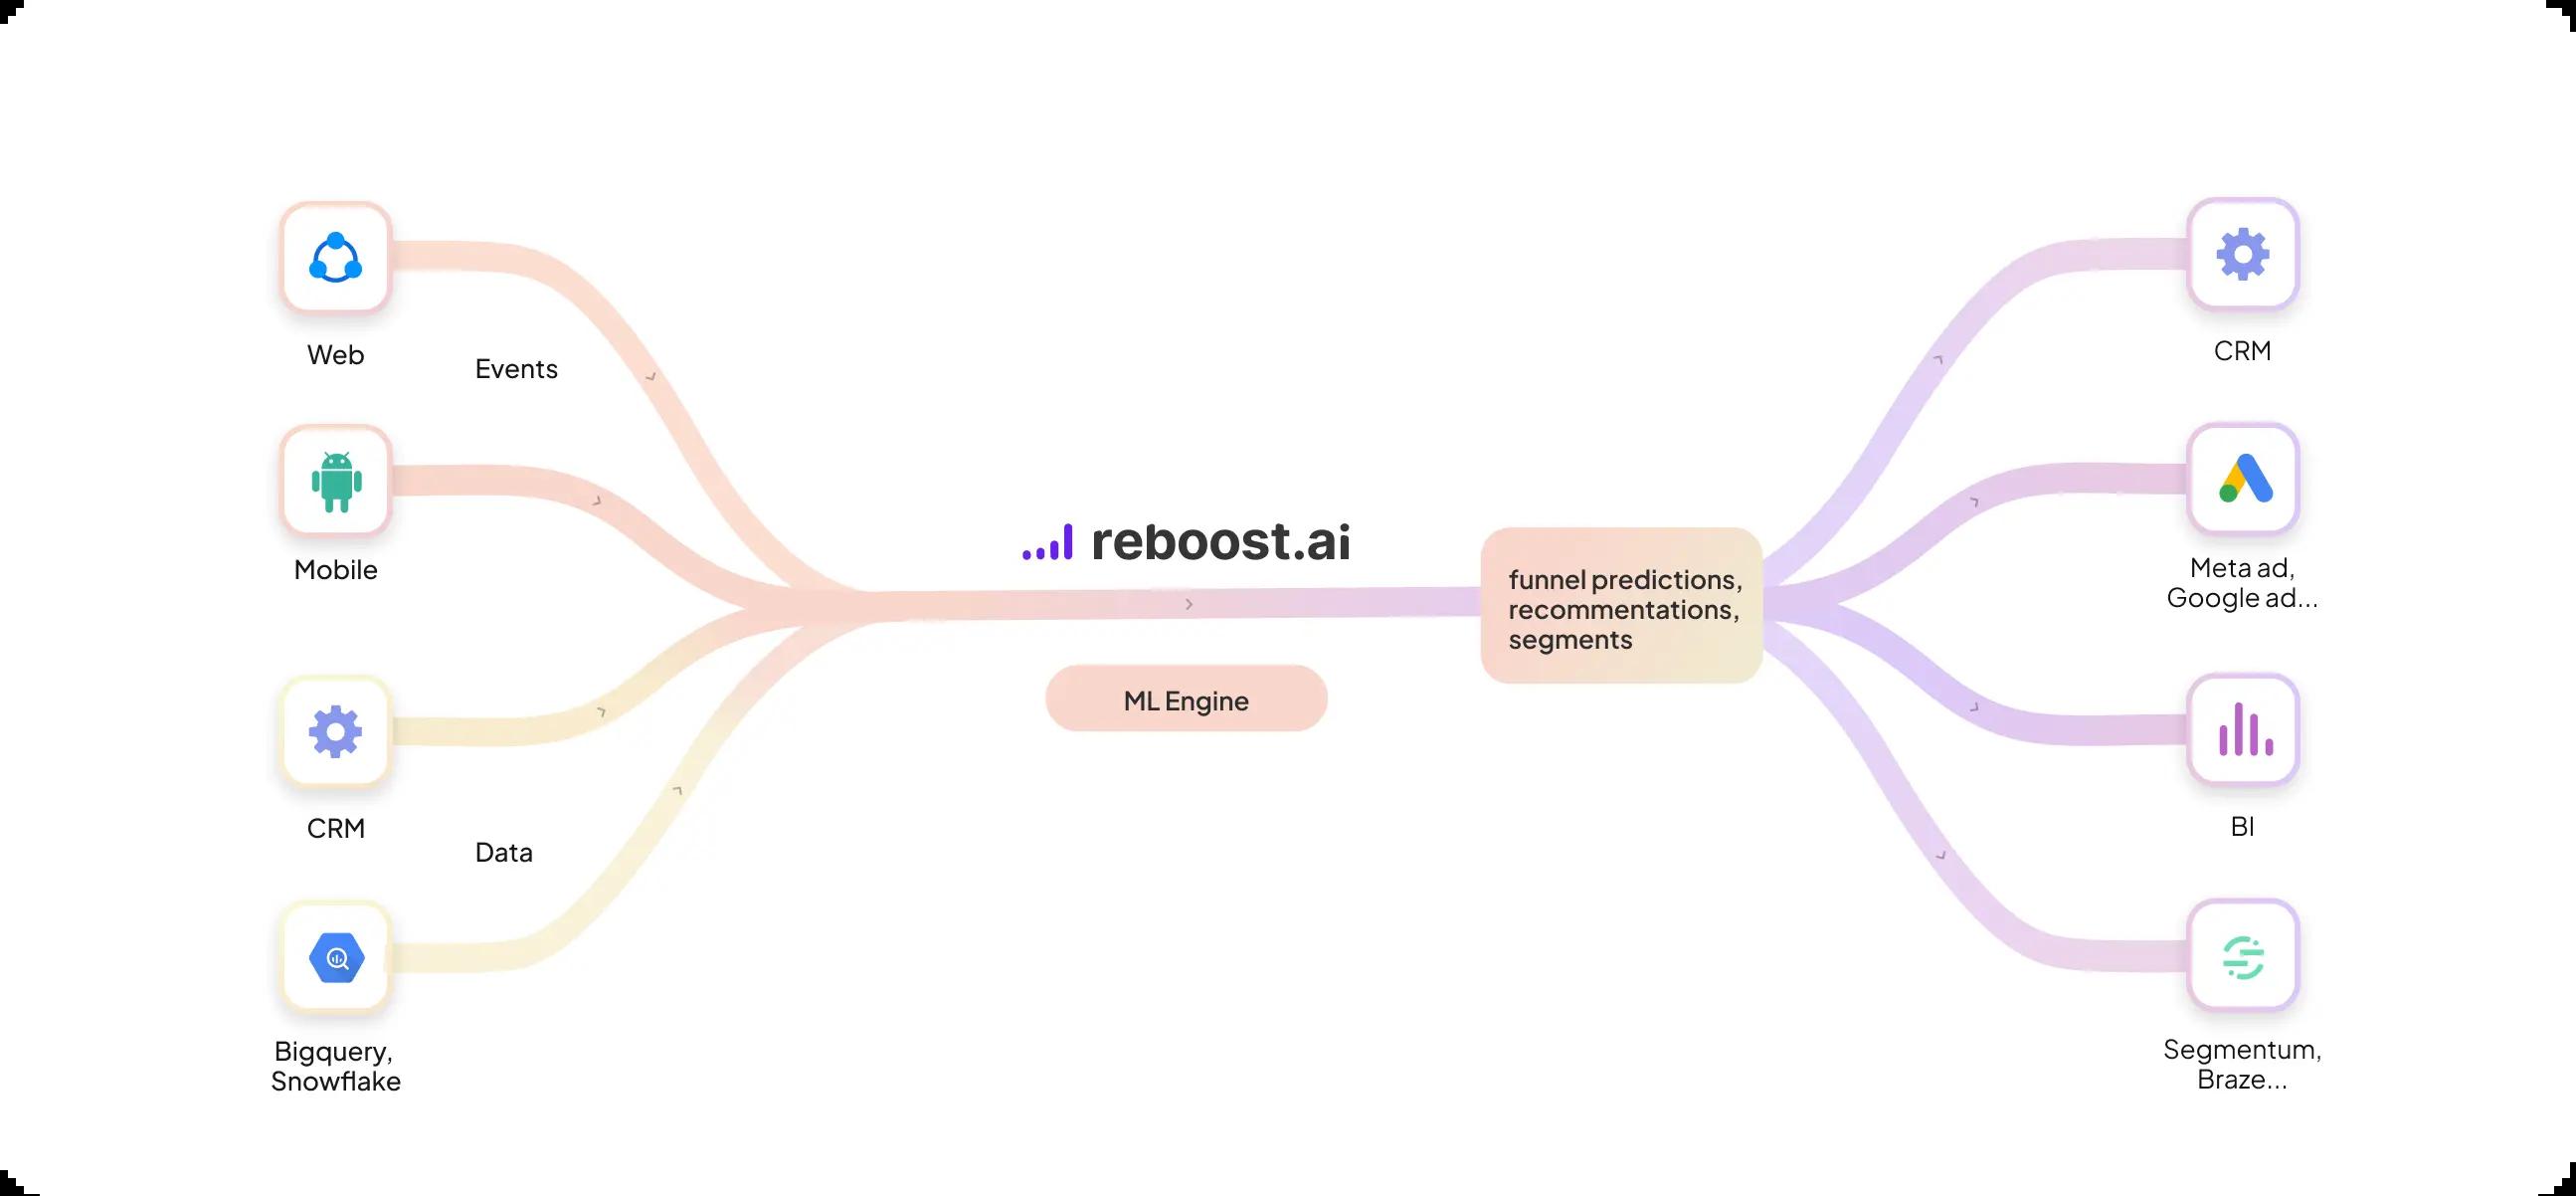 Web
Events
Mobile
CRM
Data
Bigquery,
Snowflake
reboost.ai
ML Engine
funnel predictions,
recommentations,
segments
CRM
Meta ad,
Google ad...
BI
Segmentum,
Braze...